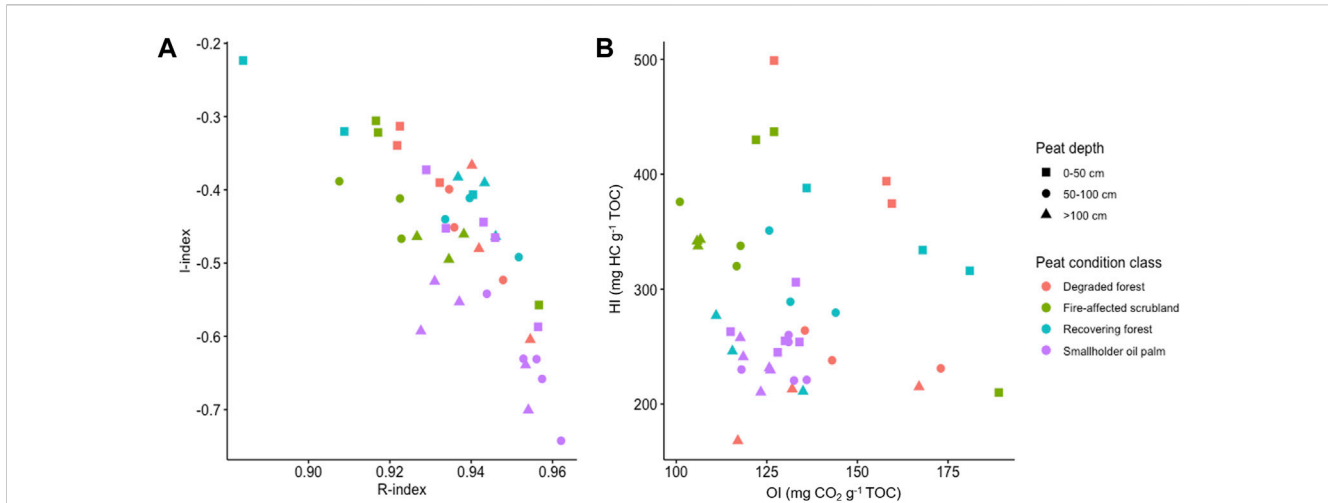 A
-0.2
-0.3
-0.4
-0.5
-0.6
-0.7
I-index
0.90 0.92 0.94 0.96
R-index
B
500
400
300
200
HI (mg HC g⁻¹ TOC)
100 125 150 175
OI (mg CO₂ g⁻¹ TOC)
Peat depth
0-50 cm
50-100 cm
>100 cm
Peat condition class
Degraded forest
Fire-affected scrubland
Recovering forest
Smallholder oil palm